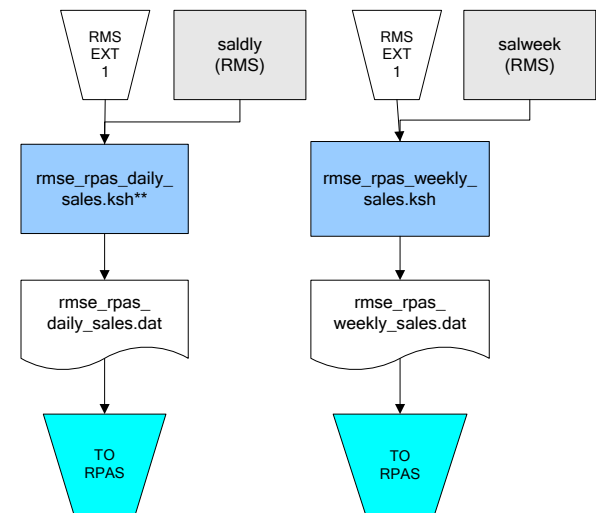 RMS
EXT
1
saldly
(RMS)
rmse_rpas_daily_
sales.ksh**
rmse_rpas_
daily_sales.dat
TO
RPAS
RMS
EXT
1
salweek
(RMS)
rmse_rpas_weekly_
sales.ksh
rmse_rpas_
weekly_sales.dat
TO
RPAS